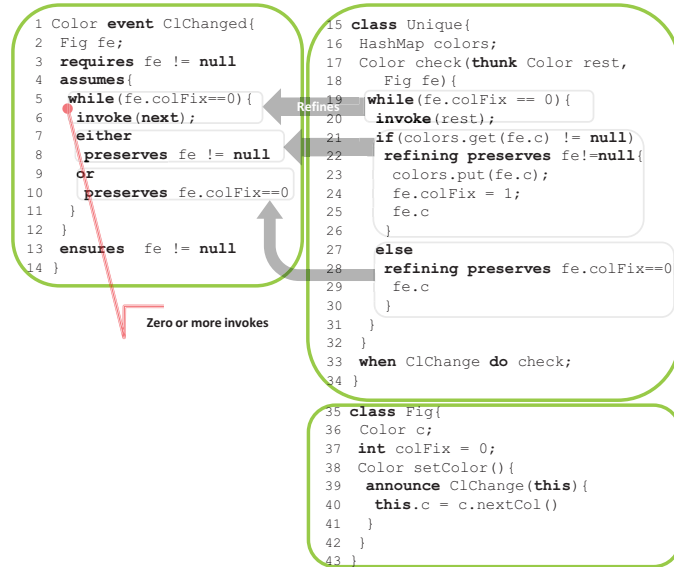 1 Color event ClChanged{
2 Fig fe;
3 requires fe != null
4 assumes{
5 while(fe.colFix==0){
6 invoke(next);
7 either
8 preserves fe != null
9 or
10 preserves fe.colFix==0
11 }
12 }
13 ensures fe != null
14 }
Zero or more invokes
Refines
15 class Unique{
16 HashMap colors;
17 Color check(thunk Color rest,
18 Fig fe){
19 while(fe.colFix == 0){
20 invoke(rest);
21 if(colors.get(fe.c) != null)
22 refining preserves fe!=null{
23 colors.put(fe.c);
24 fe.colFix = 1;
25 fe.c
26 }
27 else
28 refining preserves fe.colFix==0
29 fe.c
30 }
31 }
32 }
33 when ClChange do check;
34 }
35 class Fig{
36 Color c;
37 int colFix = 0;
38 Color setColor(){
39 announce ClChange(this){
40 this.c = c.nextCol()
41 }
42 }
43 }